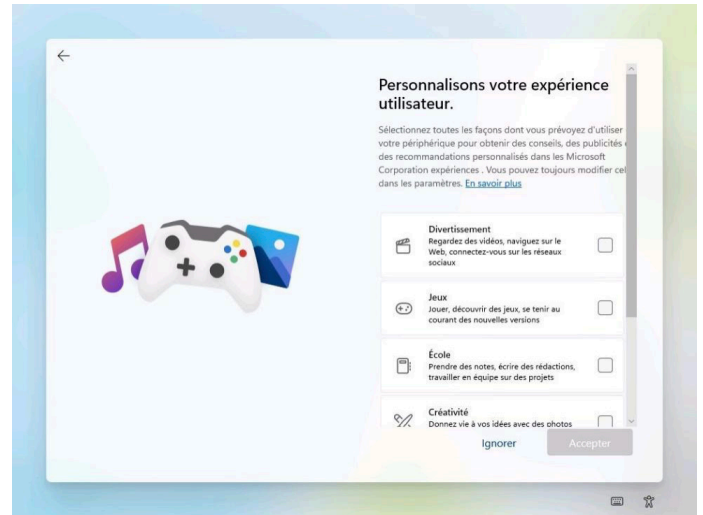 Personnalisons votre expérience
utilisateur.
Sélectionnez toutes les façons dont vous prévoyez d'utiliser
votre périphérique pour obtenir des conseils, des publicités
des recommandations personnalisés dans les Microsoft
Corporation expériences . Vous pouvez toujours modifier cel
dans les paramètres. En savoir plus
Divertissement
Regardez des vidéos, naviguez sur le
Web, connectez-vous sur les réseaux
sociaux
Jeux
Jouer, découvrir des jeux, se tenir au
courant des nouvelles versions
École
Prendre des notes, écrire des rédactions,
travailler en équipe sur des projets
Créativité
Donnez vie à vos idées avec des photos
Ignorer
Accepter